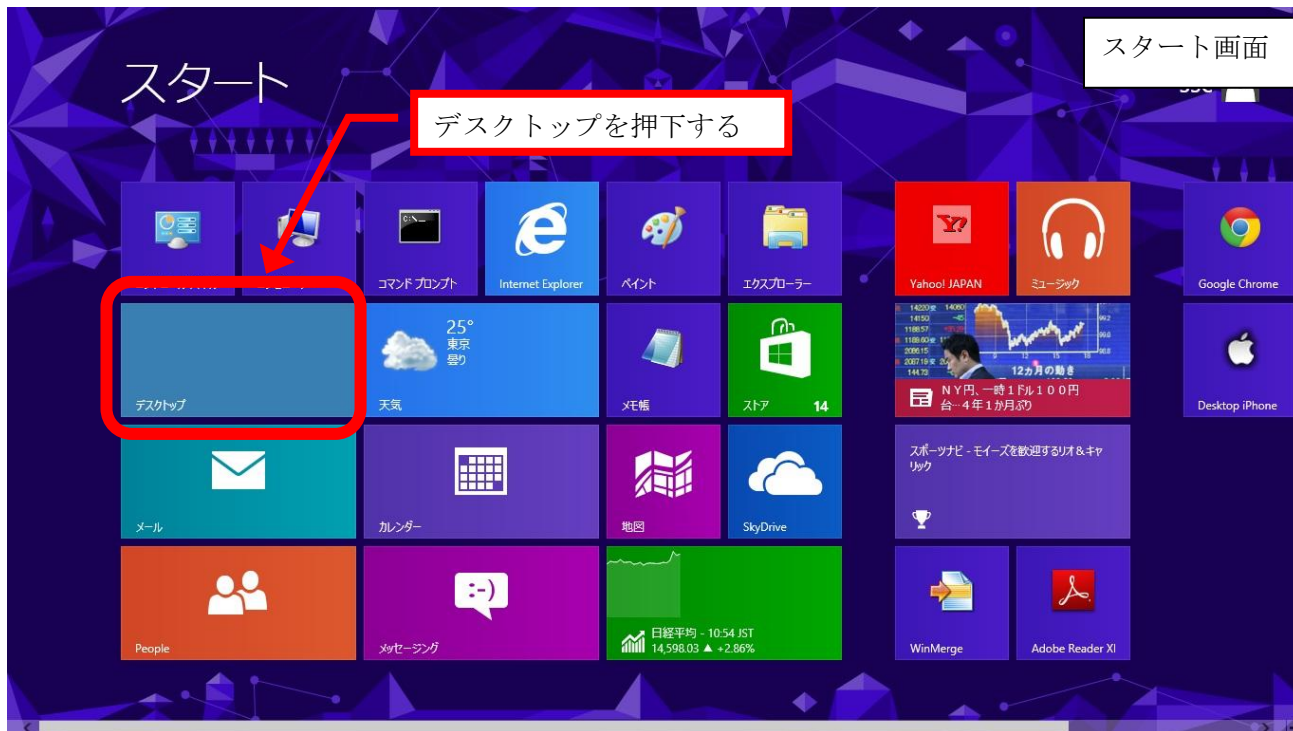 スタート画面
スタート
デスクトップを押下する
C:\>_
コマンド プロンプト
Internet Explorer
ペイント
エクスプローラー
Y!
Yahoo! JAPAN
ミュージック
Google Chrome
デスクトップ
25°
東京
曇り
天気
メモ帳
ストア
14
12ヵ月の動き
NY円、一時1ドル100円
台…4年1か月ぶり
Desktop iPhone
メール
カレンダー
地図
SkyDrive
スポーツナビ - モイーズを歓迎するリオ&キャ
リック
People
:-)
メッセージング
日経平均 - 10:54 JST
14,598.03 ▲ +2.86%
WinMerge
Adobe Reader XI